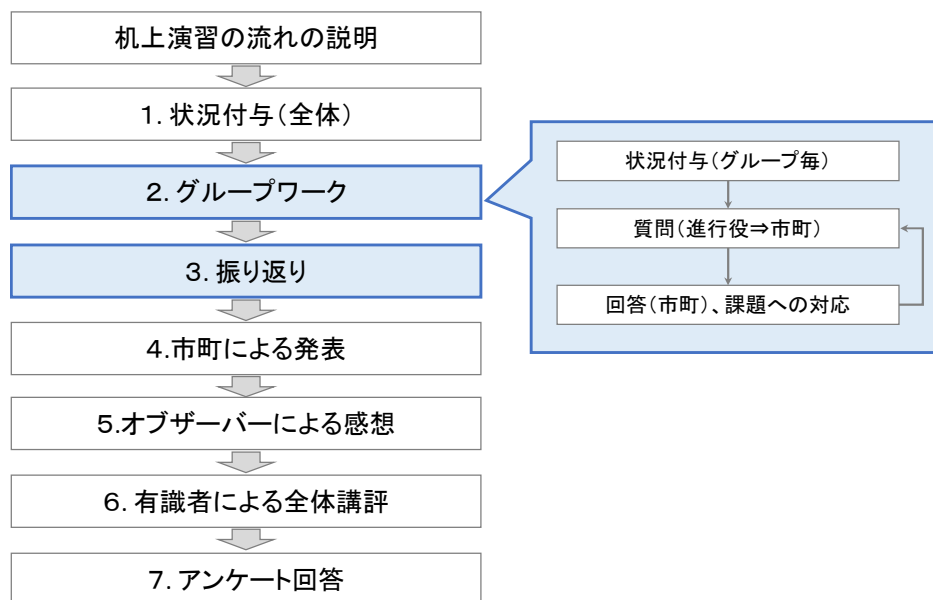 机上演習の流れの説明
１．状況付与（全体）
２．グループワーク
３．振り返り
４．市町による発表
５．オブザーバーによる感想
６．有識者による全体講評
７．アンケート回答
状況付与（グループ毎）
質問（進行役⇒市町）
回答（市町）、課題への対応